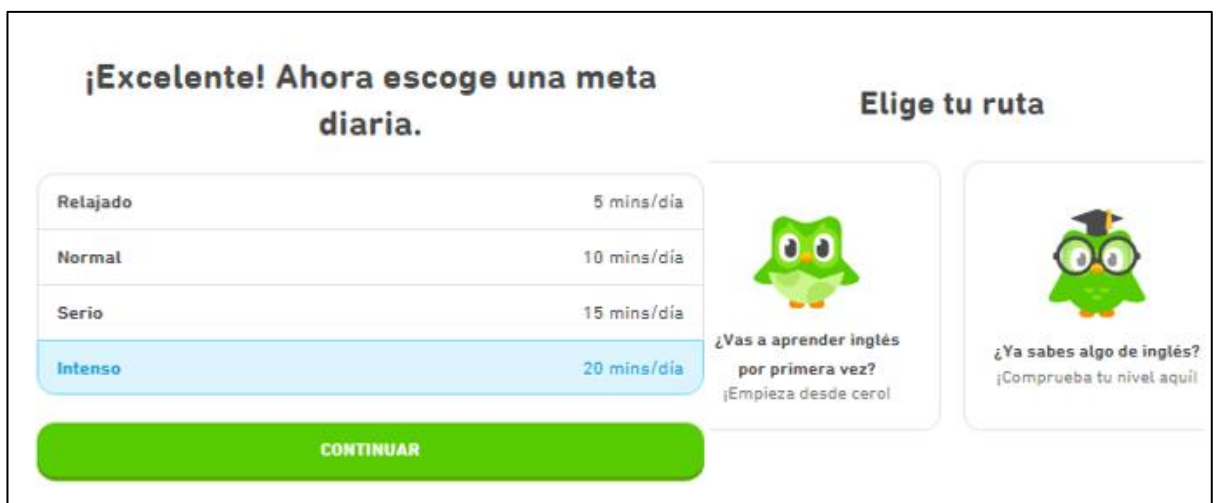 ¡Excelente! Ahora escoge una meta
diaria.
Relajado 5 mins/día
Normal 10 mins/día
Serio 15 mins/día
Intenso 20 mins/día
CONTINUAR
Elige tu ruta
¿Vas a aprender inglés
por primera vez?
¡Empieza desde cero!
¿Ya sabes algo de inglés?
¡Comprueba tu nivel aquí!